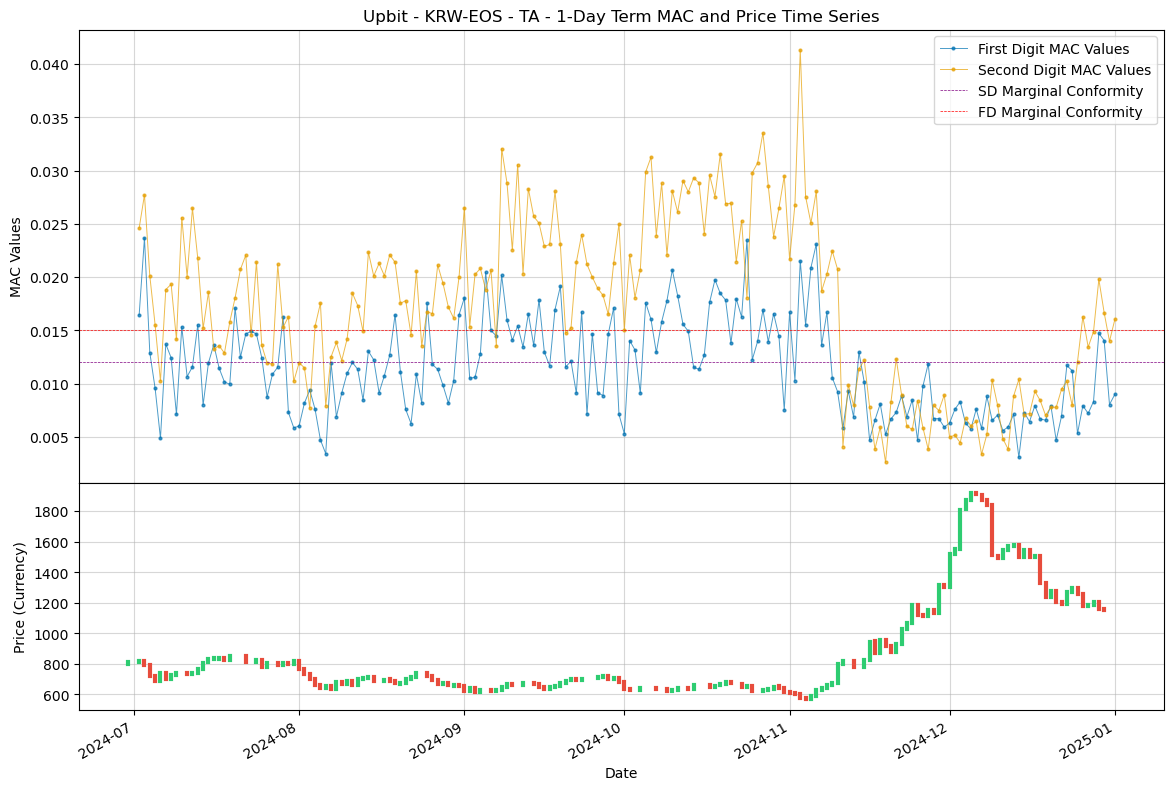 Upbit - KRW-EOS - TA - 1-Day Term MAC and Price Time Series
First Digit MAC Values
Second Digit MAC Values
SD Marginal Conformity
FD Marginal Conformity
MAC Values
0.040
0.035
0.030
0.025
0.020
0.015
0.010
0.005
Price (Currency)
1800
1600
1400
1200
1000
800
600
2024-07
2024-08
2024-09
2024-10
2024-11
2024-12
2025-01
Date